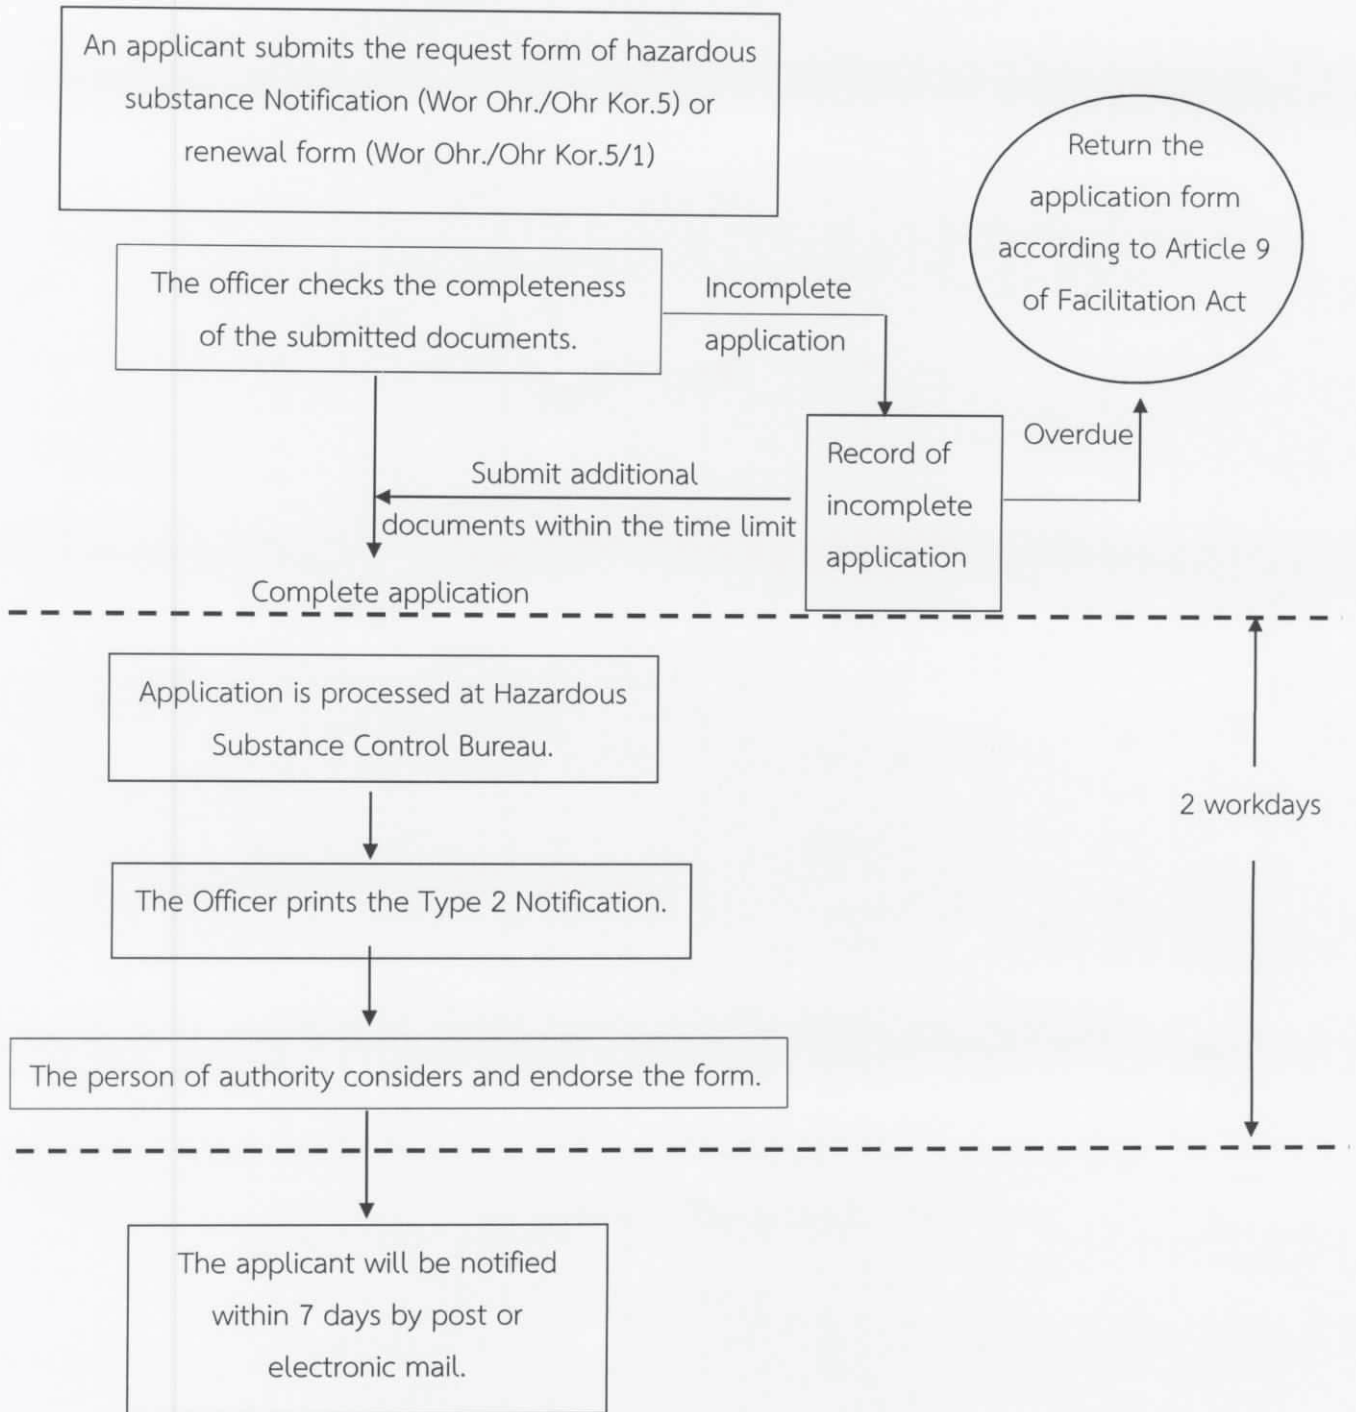 An applicant submits the request form of hazardous
substance Notification (Wor Ohr./Ohr Kor.5) or
renewal form (Wor Ohr./Ohr Kor.5/1)
Return the
application form
according to Article 9
of Facilitation Act
The officer checks the completeness
of the submitted documents.
Incomplete
application
Record of
incomplete
application
Overdue
Submit additional
documents within the time limit
Complete application
Application is processed at Hazardous
Substance Control Bureau.
2 workdays
The Officer prints the Type 2 Notification.
The person of authority considers and endorse the form.
The applicant will be notified
within 7 days by post or
electronic mail.